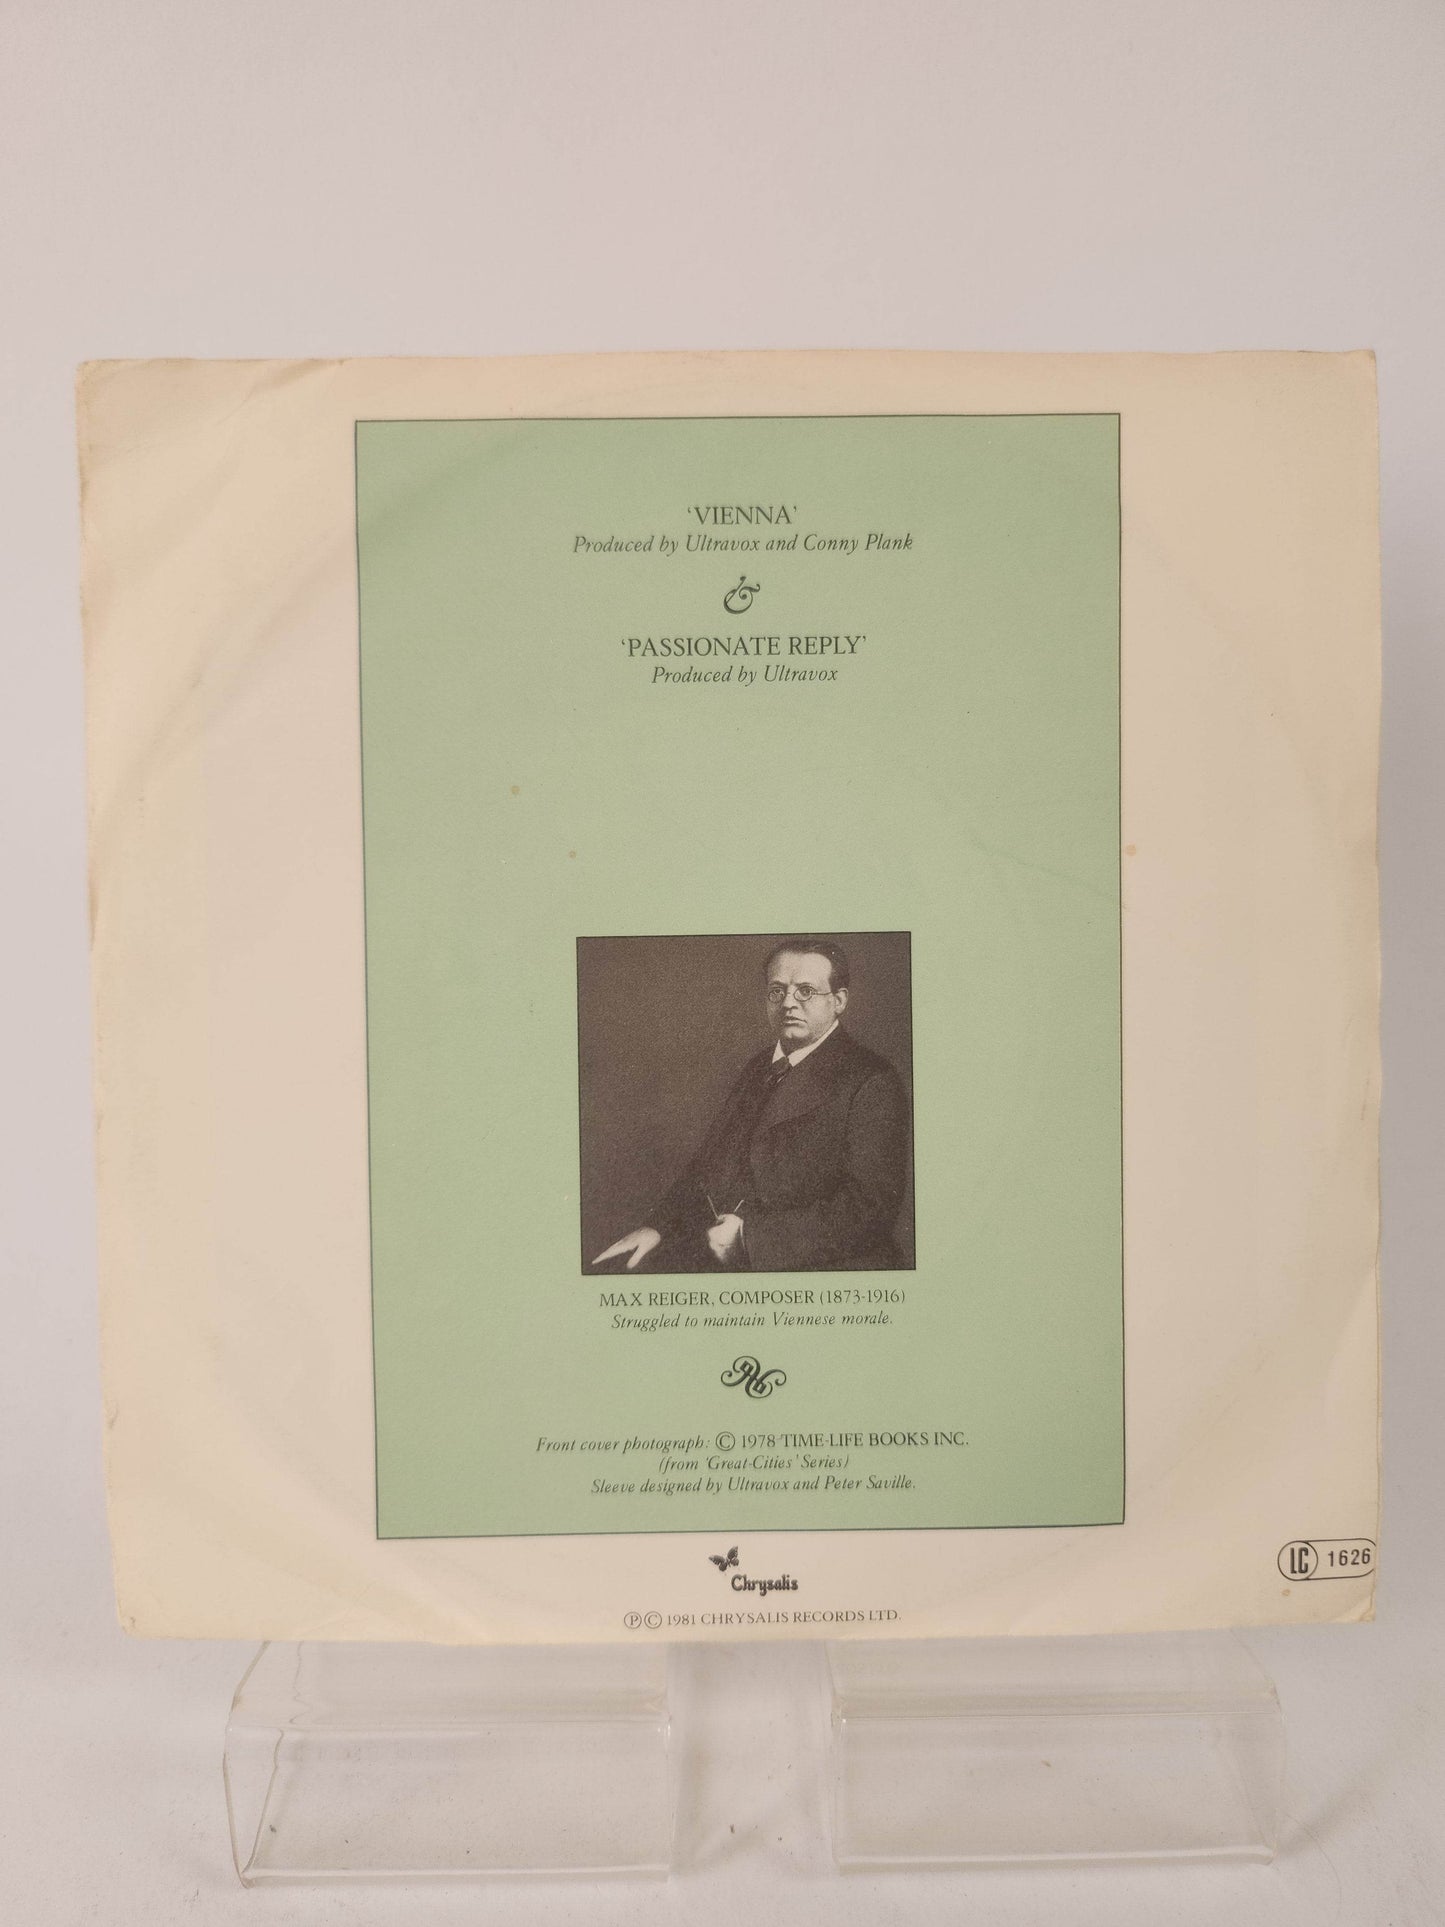 ‘VIENNA’
Produced by Ultravox and Conny Plank
&
‘PASSIONATE REPLY’
Produced by Ultravox
MAX REIGER, COMPOSER (1873-1916)
Struggled to maintain Viennese morale.
Front cover photograph: © 1978 TIME-LIFE BOOKS INC.
(from ‘Great-Cities’ Series)
Sleeve designed by Ultravox and Peter Saville.
Chrysalis
LC 1626
℗ © 1981 CHRYSALIS RECORDS LTD.